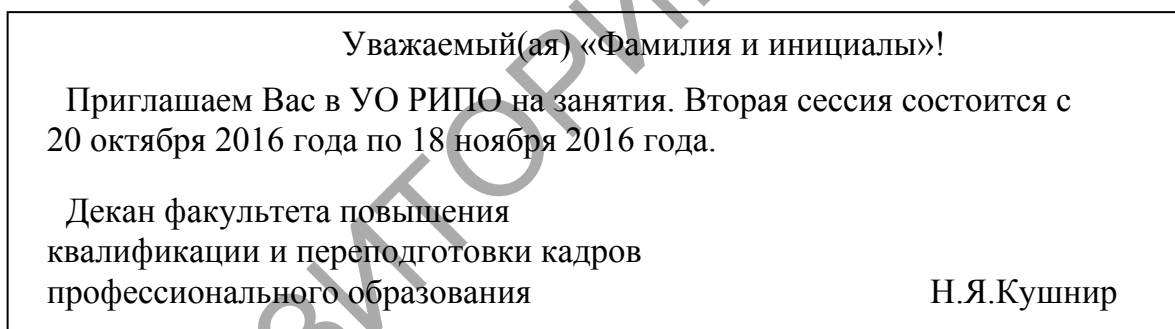 Уважаемый(ая) «Фамилия и инициалы»!
Приглашаем Вас в УО РИПО на занятия. Вторая сессия состоится с
20 октября 2016 года по 18 ноября 2016 года.
Декан факультета повышения
квалификации и переподготовки кадров
профессионального образования Н.Я.Кушнир